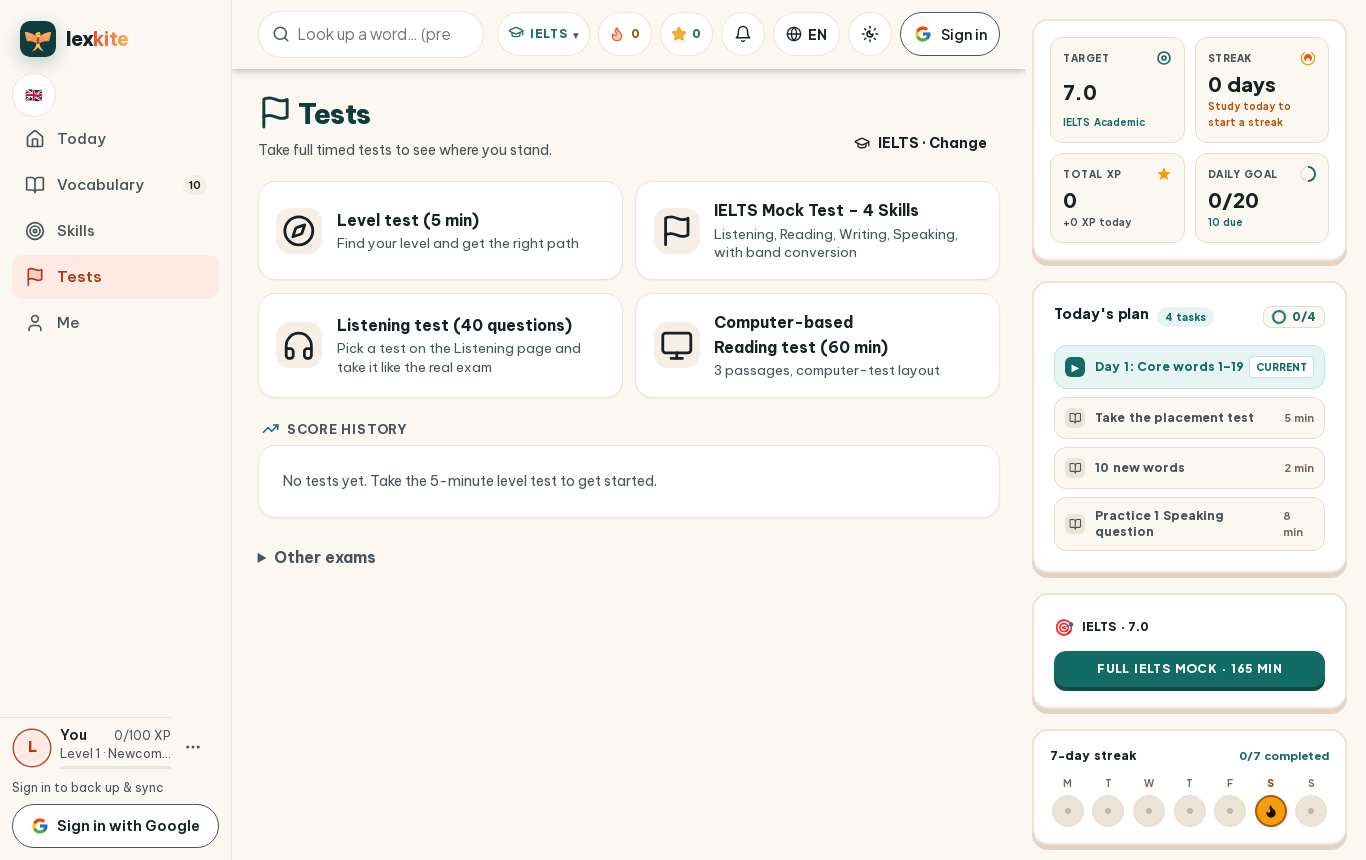 lexkite
Today
Vocabulary 10
Skills
Tests
Me
You 0/100 XP
Level 1 · Newcom...
Sign in to back up & sync
Sign in with Google
Look up a word... (pre
IELTS ▾
0
0
EN
Sign in
Tests
Take full timed tests to see where you stand.
IELTS · Change
Level test (5 min)
Find your level and get the right path
IELTS Mock Test – 4 Skills
Listening, Reading, Writing, Speaking,
with band conversion
Listening test (40 questions)
Pick a test on the Listening page and
take it like the real exam
Computer-based
Reading test (60 min)
3 passages, computer-test layout
SCORE HISTORY
No tests yet. Take the 5-minute level test to get started.
Other exams
TARGET
7.0
IELTS Academic
STREAK
0 days
Study today to
start a streak
TOTAL XP
0
+0 XP today
DAILY GOAL
0/20
10 due
Today's plan 4 tasks 0/4
Day 1: Core words 1–19 CURRENT
Take the placement test 5 min
10 new words 2 min
Practice 1 Speaking
question
8
min
IELTS · 7.0
FULL IELTS MOCK · 165 MIN
7-day streak 0/7 completed
M T W T F S S
L